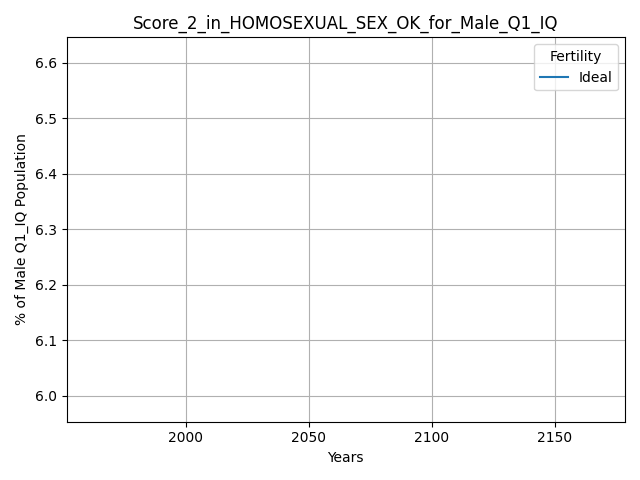 Score_2_in_HOMOSEXUAL_SEX_OK_for_Male_Q1_IQ
Fertility
Ideal
6.6
6.5
6.4
6.3
6.2
6.1
6.0
% of Male Q1_IQ Population
2000 2050 2100 2150
Years